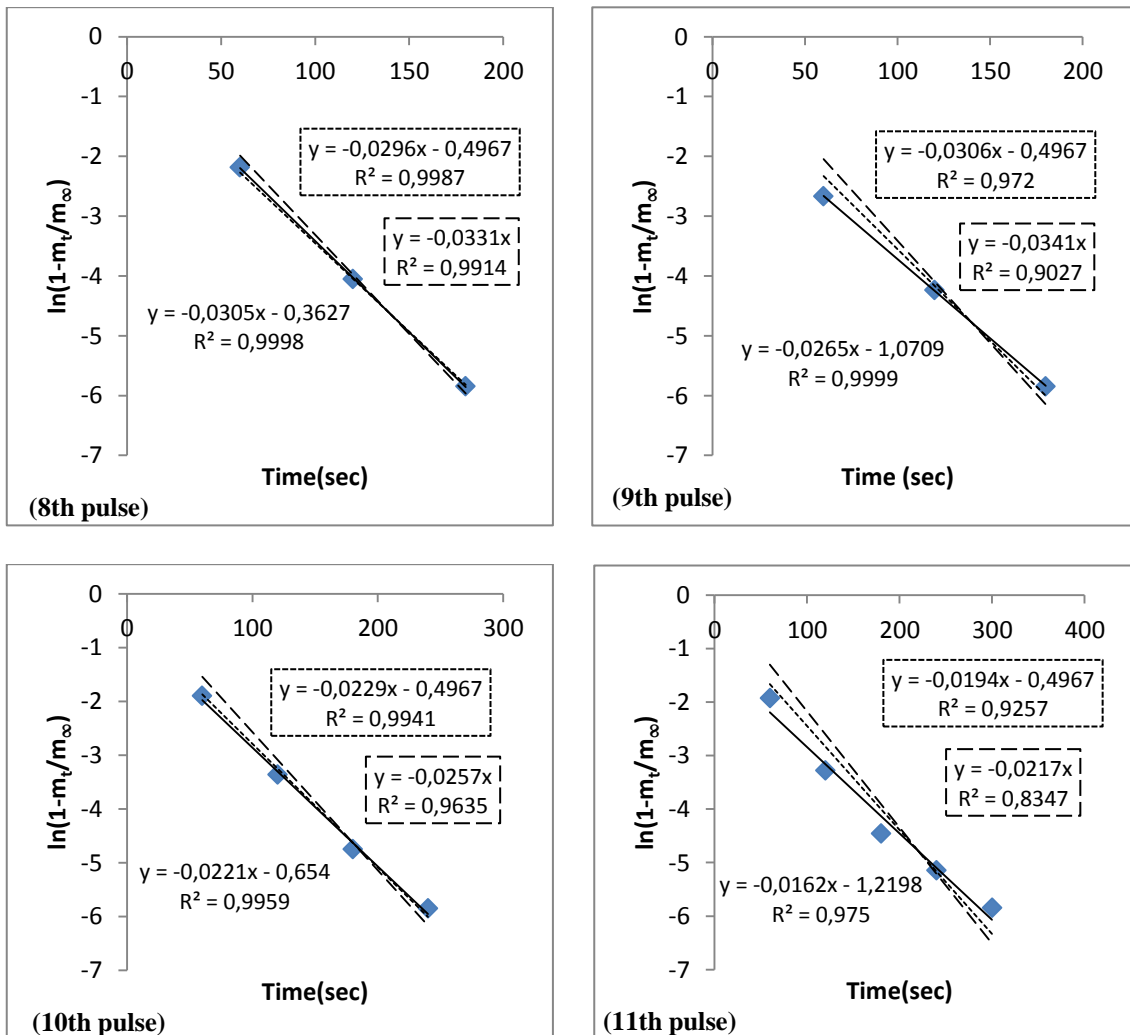 0
0 50 100 150 200
-1
-2
-3
-4
-5
-6
-7
ln(1-mt/m∞)
y = -0,0296x - 0,4967
R² = 0,9987
y = -0,0331x
R² = 0,9914
y = -0,0305x - 0,3627
R² = 0,9998
Time(sec)
(8th pulse)
0
0 50 100 150 200
-1
-2
-3
-4
-5
-6
-7
ln(1-mt/m∞)
y = -0,0306x - 0,4967
R² = 0,972
y = -0,0341x
R² = 0,9027
y = -0,0265x - 1,0709
R² = 0,9999
Time (sec)
(9th pulse)
0
0 100 200 300
-1
-2
-3
-4
-5
-6
-7
ln(1-mt/m∞)
y = -0,0229x - 0,4967
R² = 0,9941
y = -0,0257x
R² = 0,9635
y = -0,0221x - 0,654
R² = 0,9959
Time(sec)
(10th pulse)
0
0 100 200 300 400
-1
-2
-3
-4
-5
-6
-7
ln(1-mt/m∞)
y = -0,0194x - 0,4967
R² = 0,9257
y = -0,0217x
R² = 0,8347
y = -0,0162x - 1,2198
R² = 0,975
Time(sec)
(11th pulse)